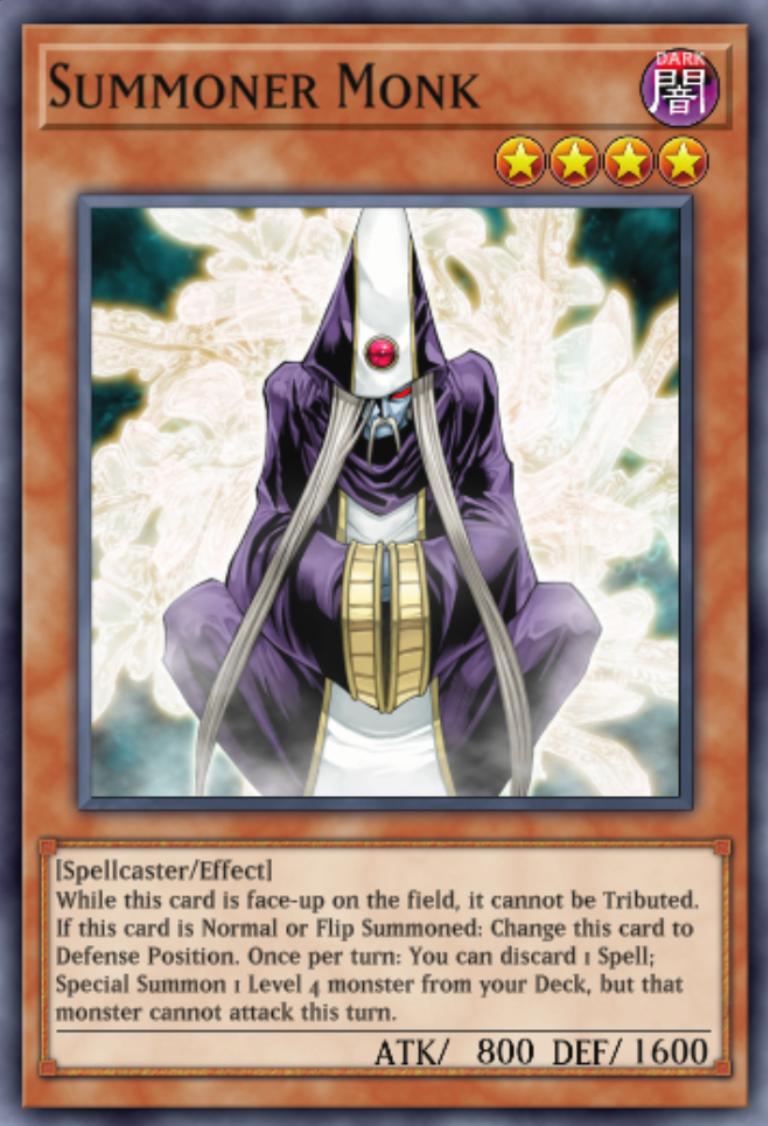 Summoner Monk
DARK
闇
[Spellcaster/Effect]
While this card is face-up on the field, it cannot be Tributed.
If this card is Normal or Flip Summoned: Change this card to
Defense Position. Once per turn: You can discard 1 Spell;
Special Summon 1 Level 4 monster from your Deck, but that
monster cannot attack this turn.
ATK/ 800 DEF/ 1600